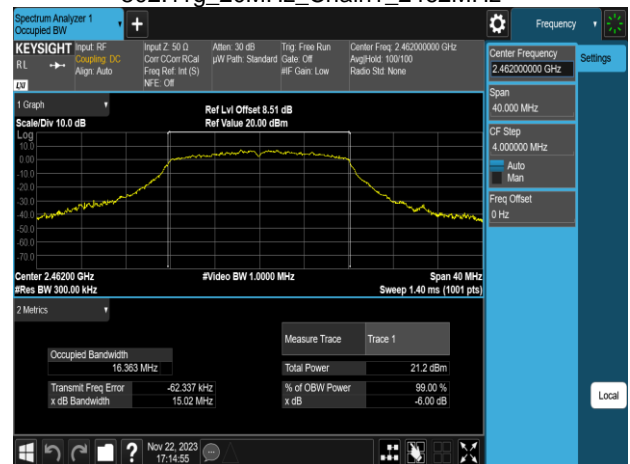 Spectrum Analyzer 1
Occupied BW
Frequency
KEYSIGHT
RL
LXI
Input: RF
Coupling: DC
Align: Auto
Input Z: 50 Ω
Corr CCorr RCal
Freq Ref: Int (S)
NFE: Off
Atten: 30 dB
µW Path: Standard
Trig: Free Run
Gate: Off
#IF Gain: Low
Center Freq: 2.462000000 GHz
Avg|Hold: 100/100
Radio Std: None
Center Frequency
2.462000000 GHz
Settings
Span
40.000 MHz
CF Step
4.000000 MHz
Auto
Man
Freq Offset
0 Hz
1 Graph
Scale/Div 10.0 dB
Ref Lvl Offset 8.51 dB
Ref Value 20.00 dBm
Log
10.0
0.00
-10.0
-20.0
-30.0
-40.0
-50.0
-60.0
-70.0
Center 2.46200 GHz
#Res BW 300.00 kHz
#Video BW 1.0000 MHz
Span 40 MHz
Sweep 1.40 ms (1001 pts)
2 Metrics
Measure Trace Trace 1
Occupied Bandwidth
16.363 MHz
Total Power 21.2 dBm
Transmit Freq Error -62.337 kHz
% of OBW Power 99.00 %
x dB Bandwidth 15.02 MHz
x dB -6.00 dB
Local
Nov 22, 2023
17:14:55